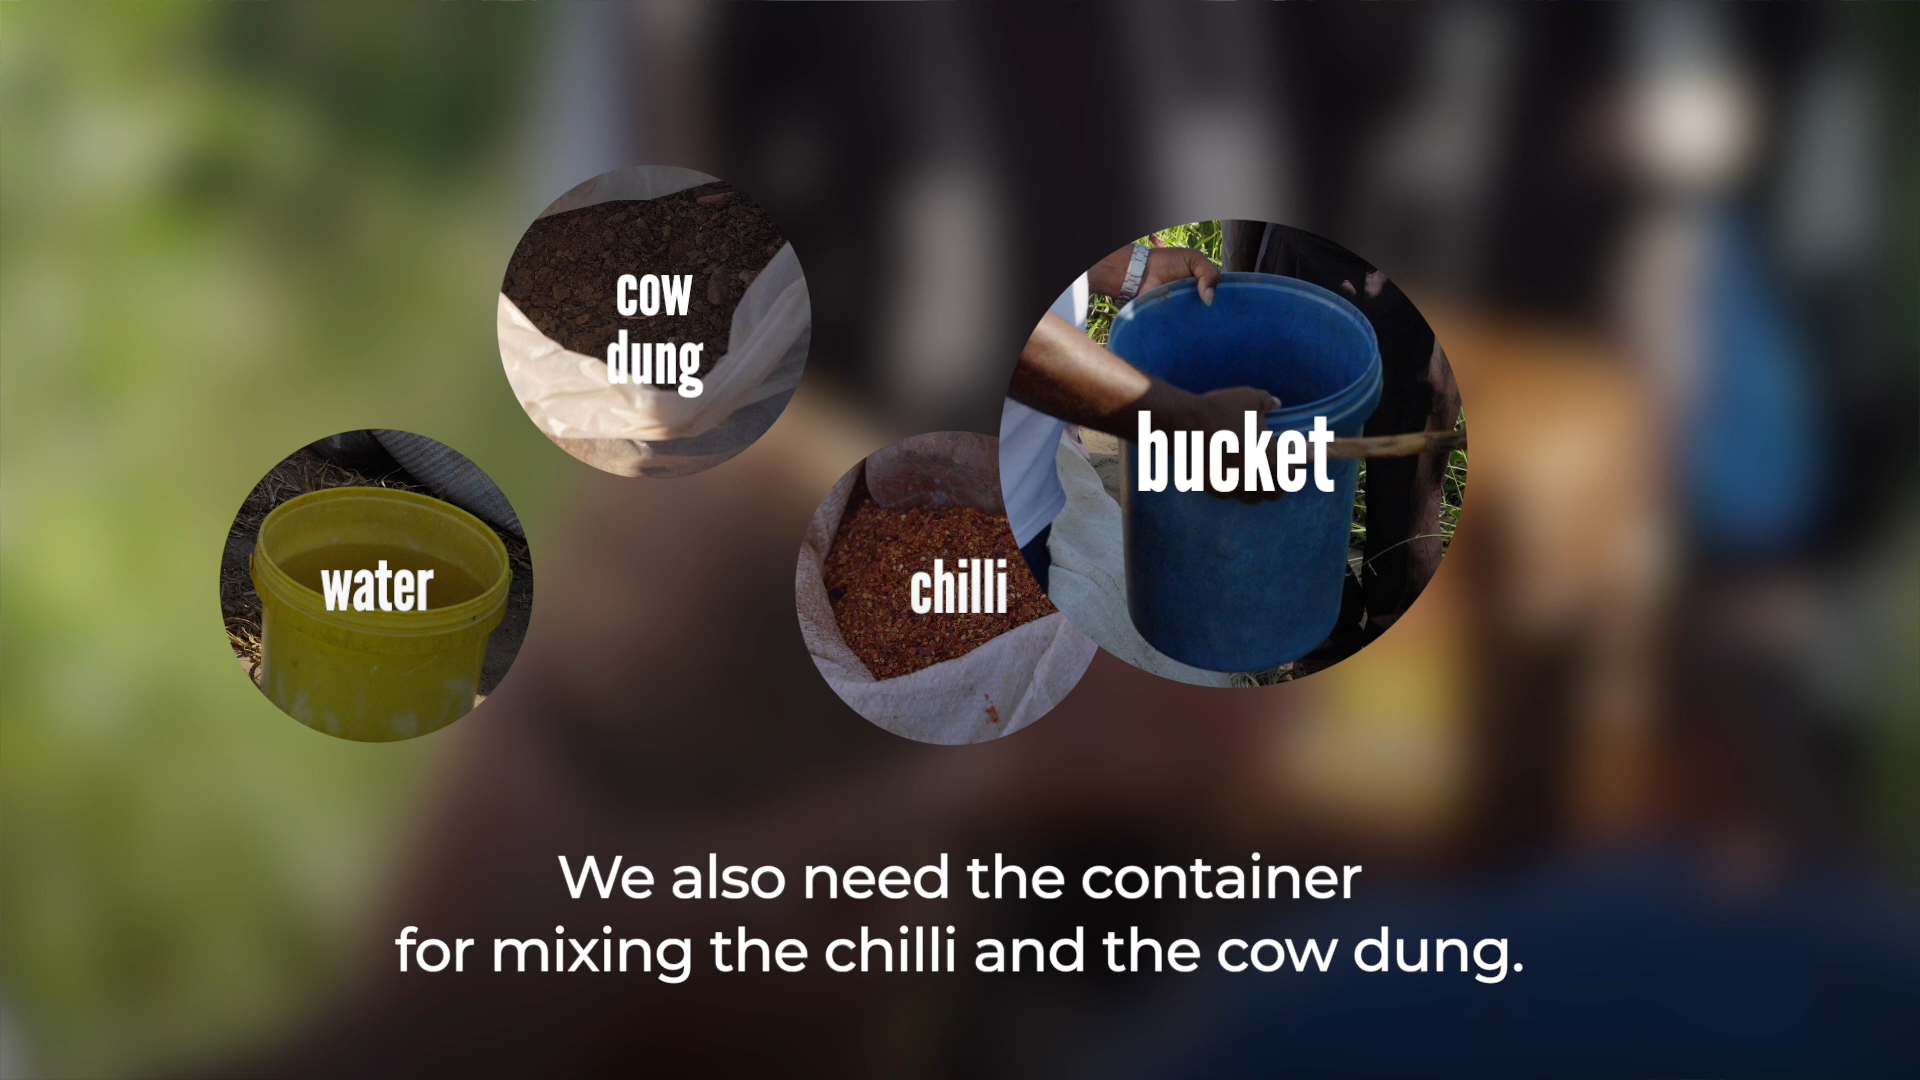 cow
dung
bucket
water
chilli
We also need the container
for mixing the chilli and the cow dung.